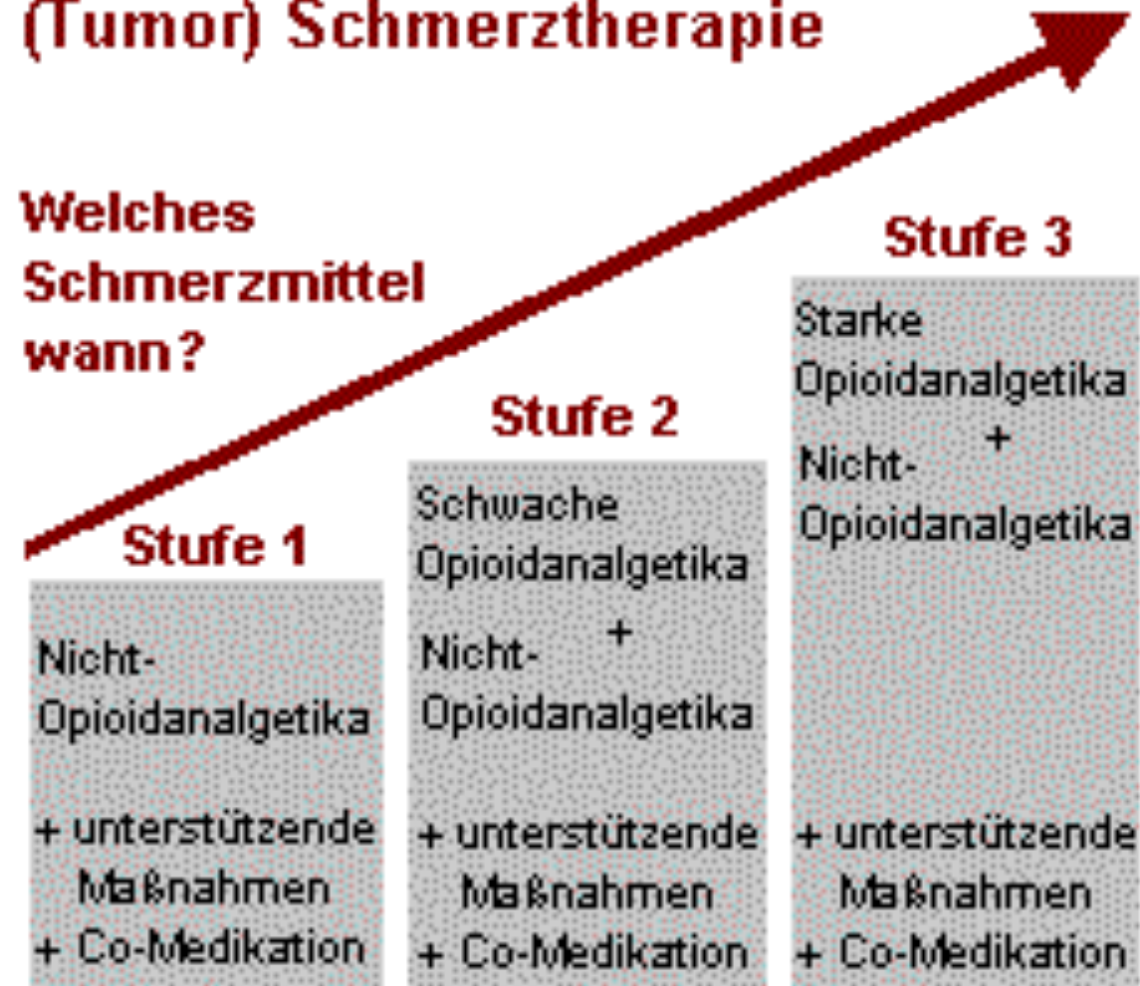 (Tumor) Schmerztherapie
Welches
Schmerzmittel
wann?
Stufe 1
Nicht-
Opioidanalgetika
+ unterstützende
Maßnahmen
+ Co-Medikation
Stufe 2
Schwache
Opioidanalgetika
+
Nicht-
Opioidanalgetika
+ unterstützende
Maßnahmen
+ Co-Medikation
Stufe 3
Starke
Opioidanalgetika
+
Nicht-
Opioidanalgetika
+ unterstützende
Maßnahmen
+ Co-Medikation